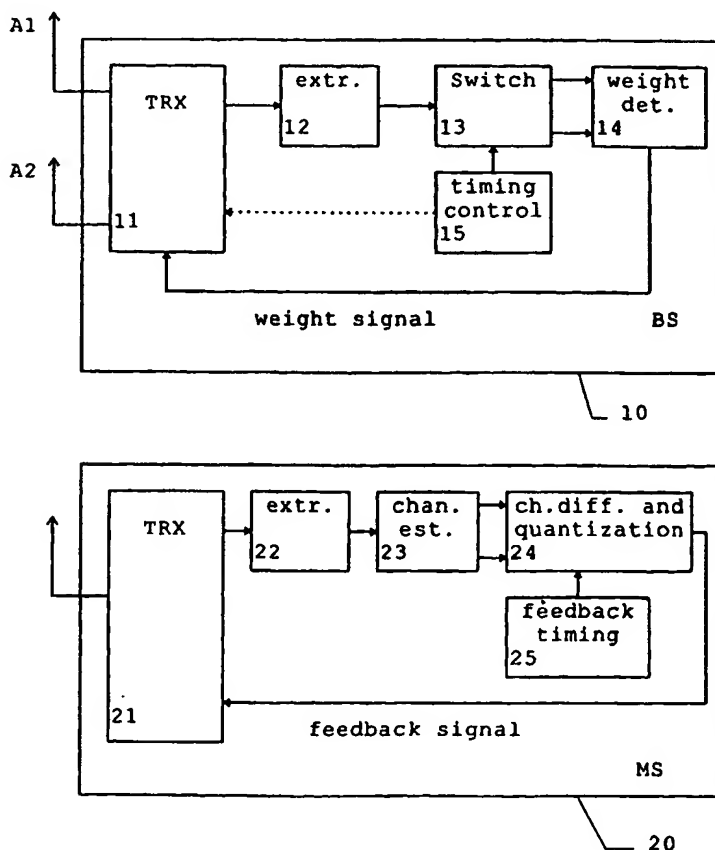 A1
TRX
extr.
12
Switch
13
weight
det.
14
A2
11
timing
control
15
weight signal
BS
10
TRX
extr.
22
chan.
est.
23
ch.diff. and
quantization
24
feedback
timing
25
21
feedback signal
MS
20